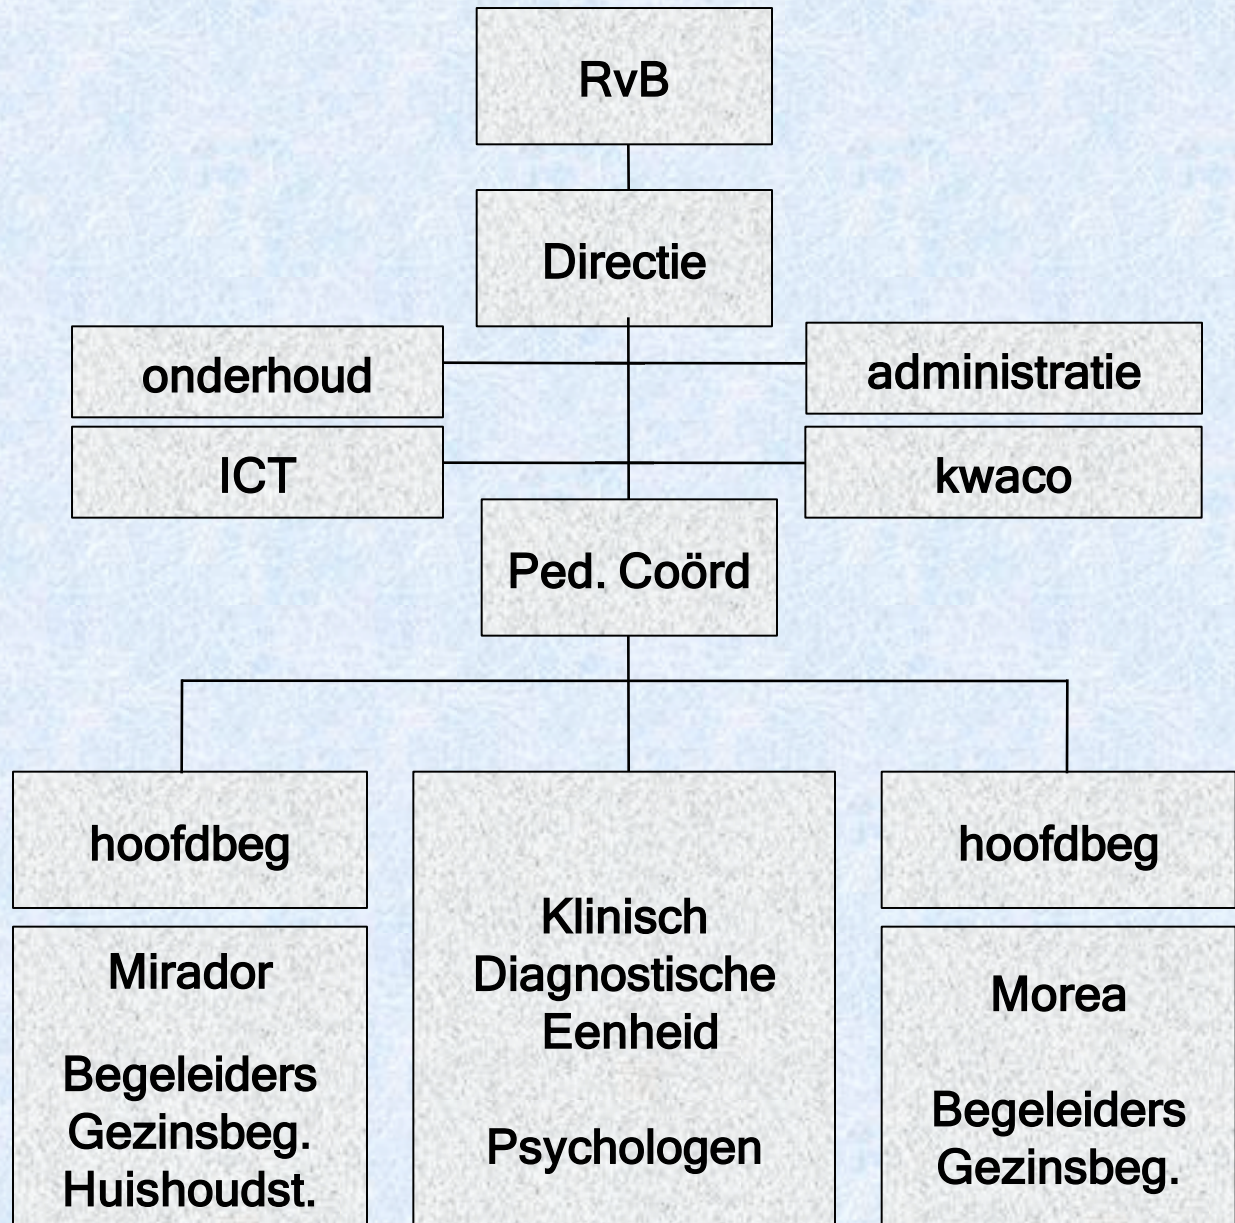 RvB
Directie
onderhoud
administratie
ICT
kwaco
Ped. Coörd
hoofdbeg
hoofdbeg
Mirador
Begeleiders
Gezinsbeg.
Huishoudst.
Klinisch
Diagnostische
Eenheid
Psychologen
Morea
Begeleiders
Gezinsbeg.